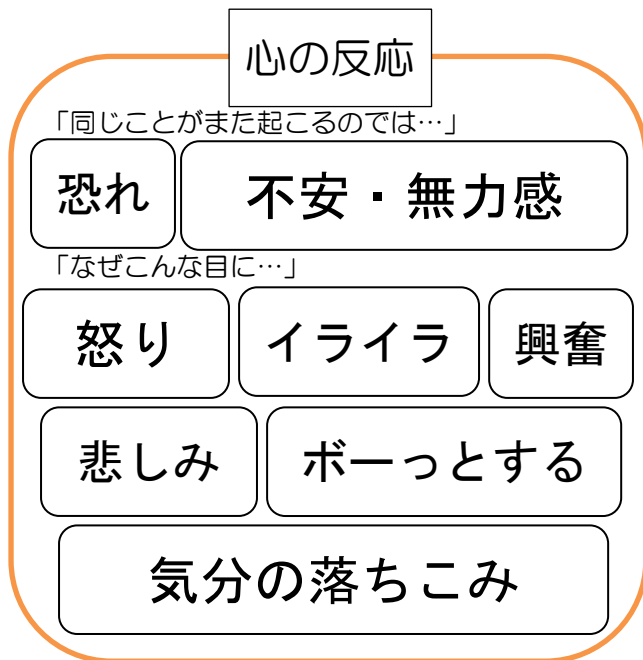 心の反応
「同じことがまた起こるのでは…」
恐れ 不安・無力感
「なぜこんな目に…」
怒り イライラ 興奮
悲しみ ボーっとする
気分の落ちこみ